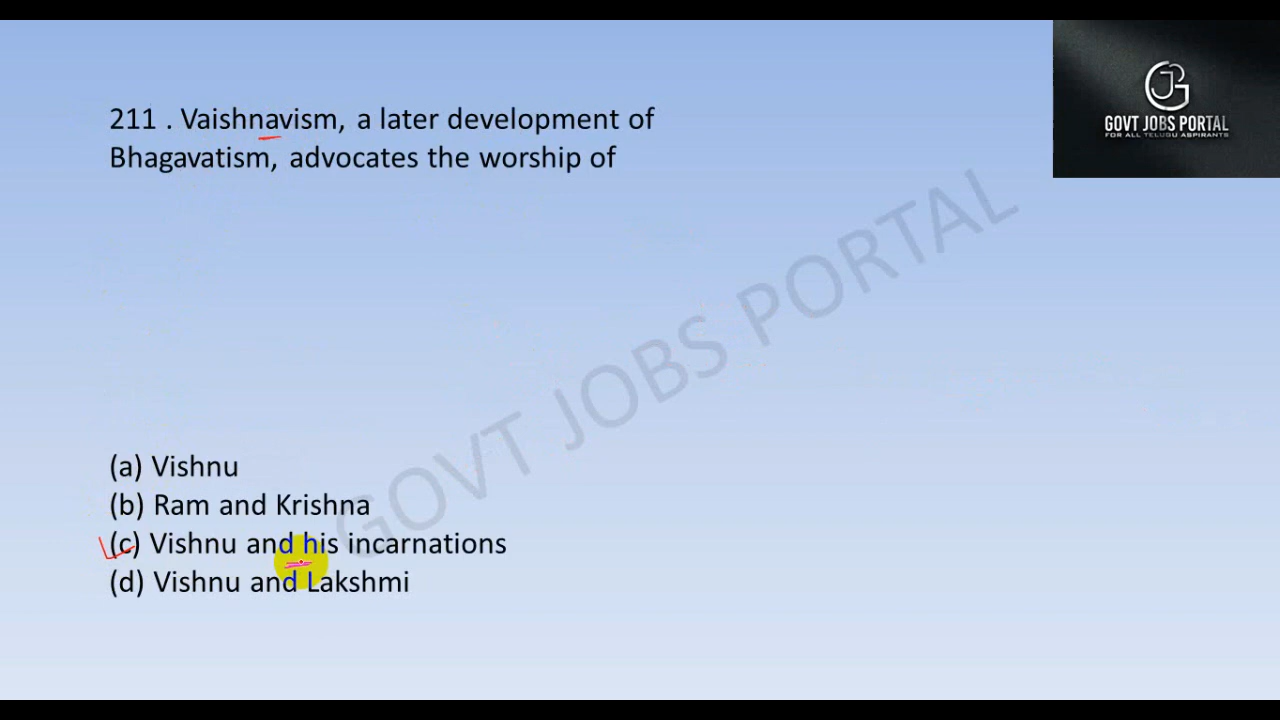 GOVT JOBS PORTAL
FOR ALL TELUGU ASPIRANTS
211 . Vaishnavism, a later development of
Bhagavatism, advocates the worship of
GOVT JOBS PORTAL
(a) Vishnu
(b) Ram and Krishna
(c) Vishnu and his incarnations
(d) Vishnu and Lakshmi